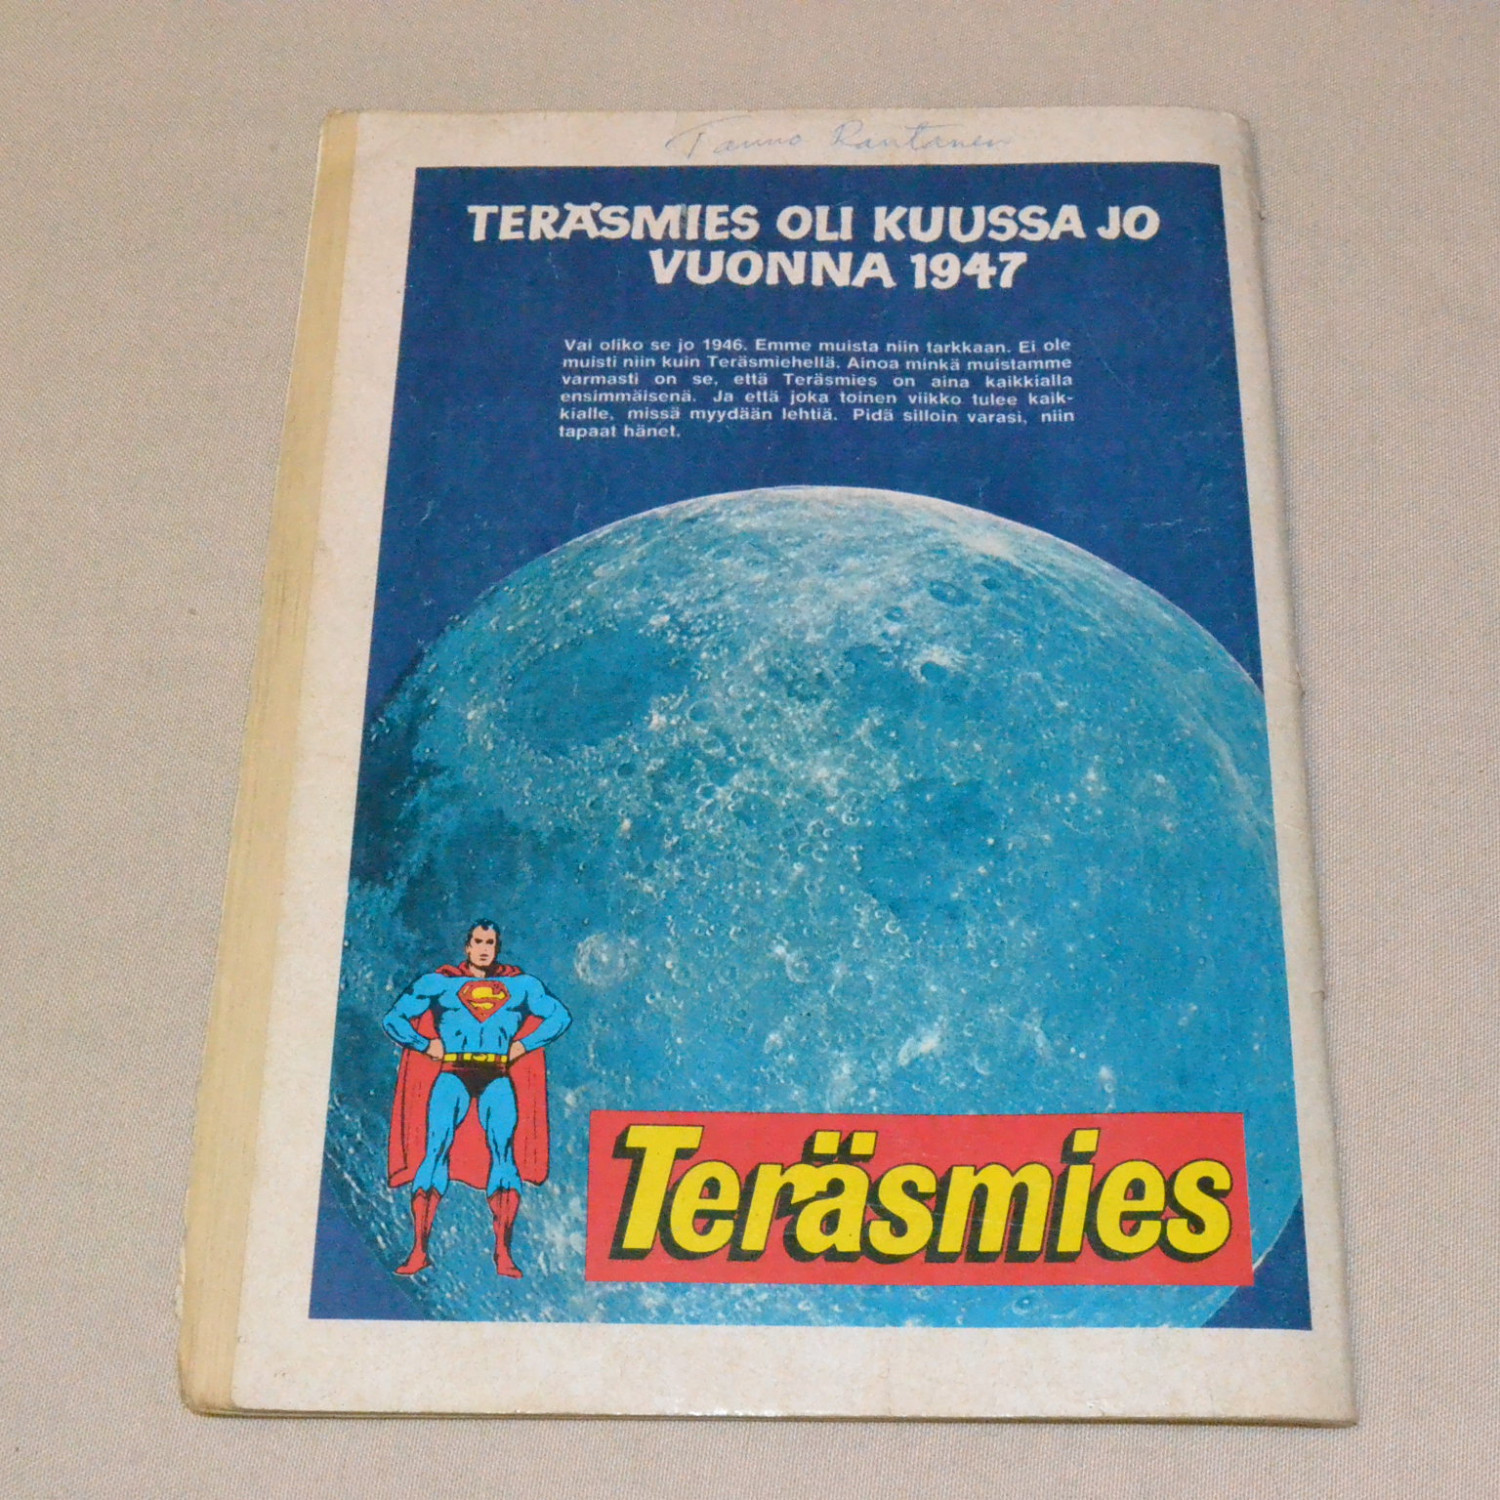 Tauno Rantanen
TERÄSMIES OLI KUUSSA JO
VUONNA 1947
Vai oliko se jo 1946. Emme muista niin tarkkaan. Ei ole
muisti niin kuin Teräsmiehellä. Ainoa minkä muistamme
varmasti on se, että Teräsmies on aina kaikkialla
ensimmäisenä. Ja että joka toinen viikko tulee kaik-
kialle, missä myydään lehtiä. Pidä silloin varasi, niin
tapaat hänet.
S
Teräsmies